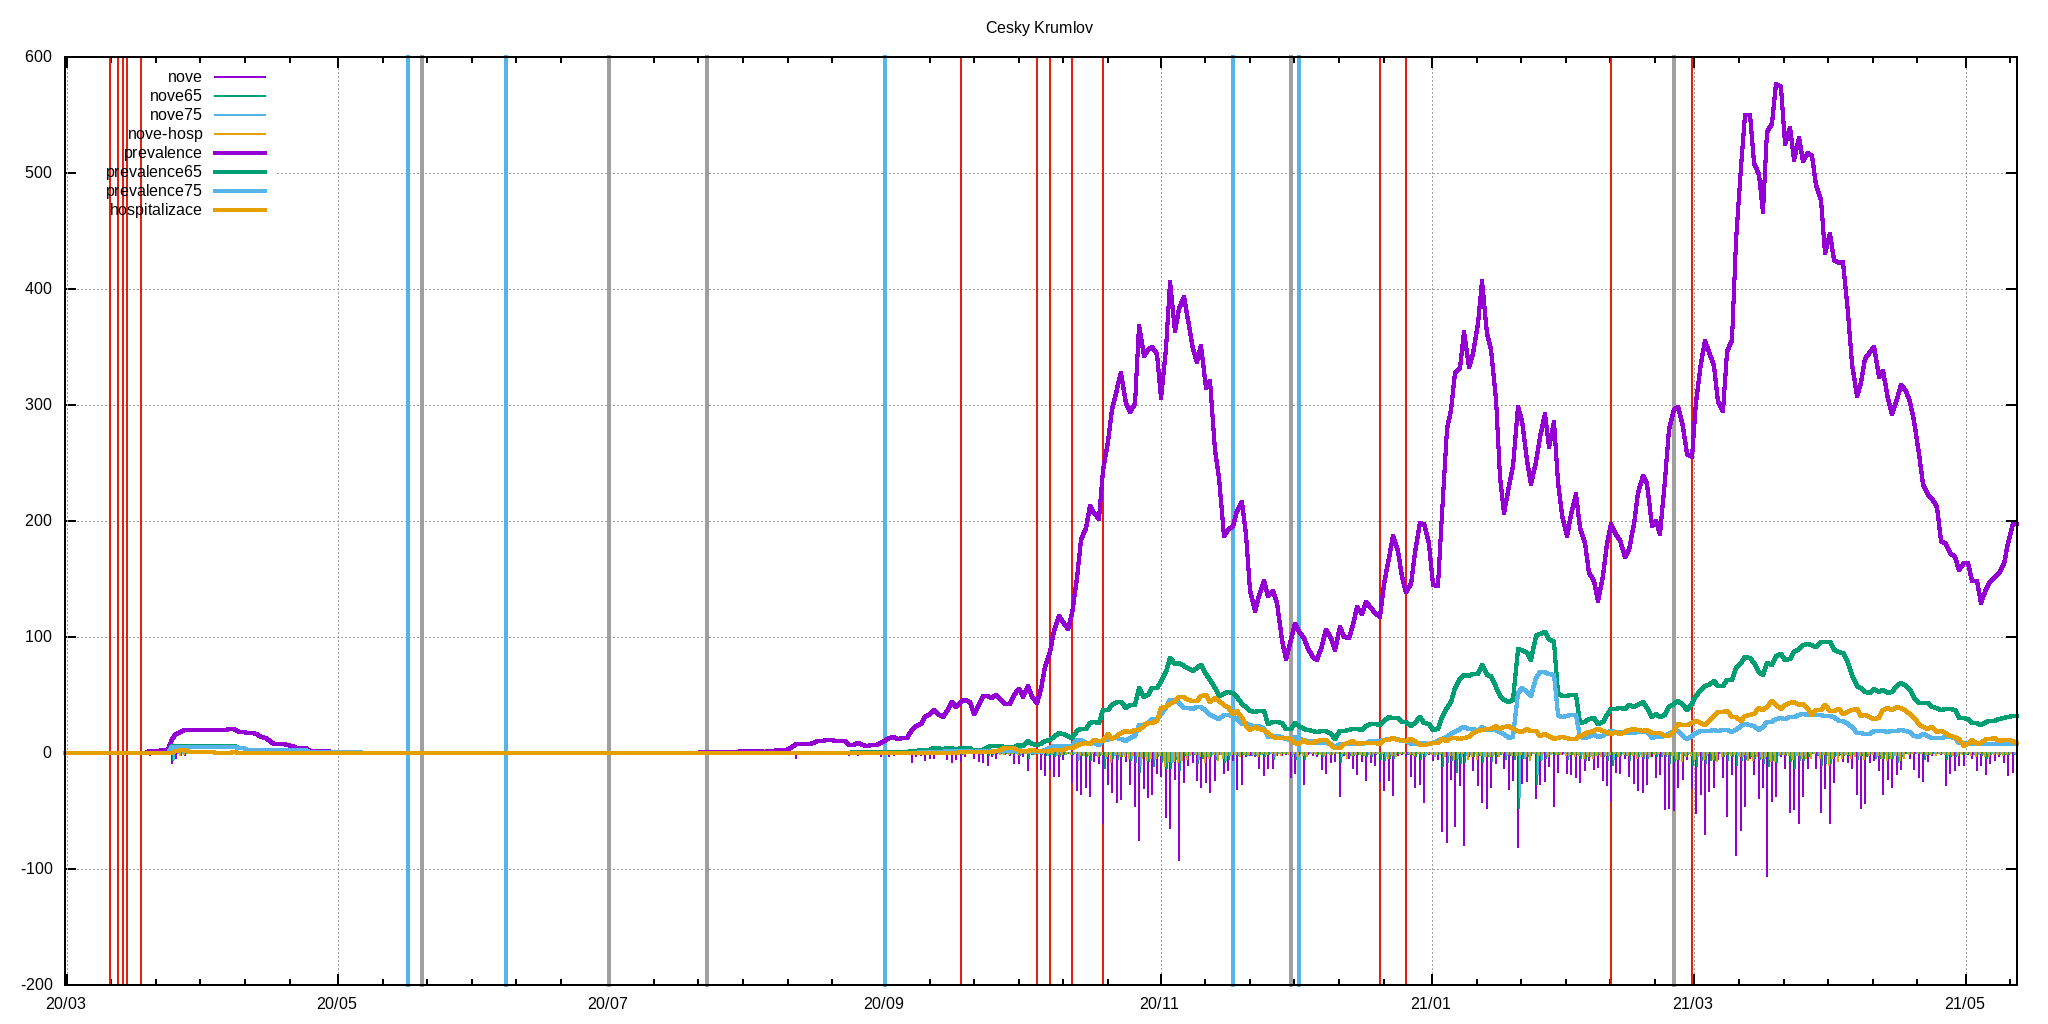 Cesky Krumlov
600
nove
nove65
nove75
nove-hosp
prevalence
prevalence65
prevalence75
hospitalizace
500
400
300
200
100
0
-100
-200
20/03 20/05 20/07 20/09 20/11 21/01 21/03 21/05